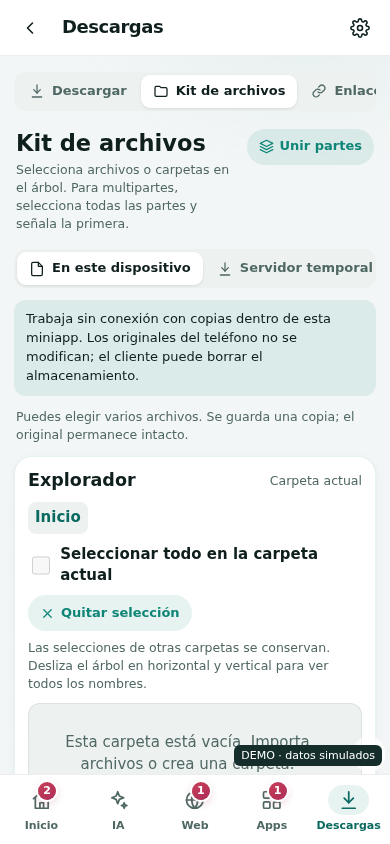 Descargas
Descargar
Kit de archivos
Enlac
Kit de archivos
Unir partes
Selecciona archivos o carpetas en
el árbol. Para multipartes,
selecciona todas las partes y
señala la primera.
En este dispositivo
Servidor temporal
Trabaja sin conexión con copias dentro de esta
miniapp. Los originales del teléfono no se
modifican; el cliente puede borrar el
almacenamiento.
Puedes elegir varios archivos. Se guarda una copia; el
original permanece intacto.
Explorador
Carpeta actual
Inicio
Seleccionar todo en la carpeta
actual
Quitar selección
Las selecciones de otras carpetas se conservan.
Desliza el árbol en horizontal y vertical para ver
todos los nombres.
Esta carpeta está vacía. Importa
archivos o crea una carpeta.
DEMO · datos simulados
2
1
1
Inicio
IA
Web
Apps
Descargas